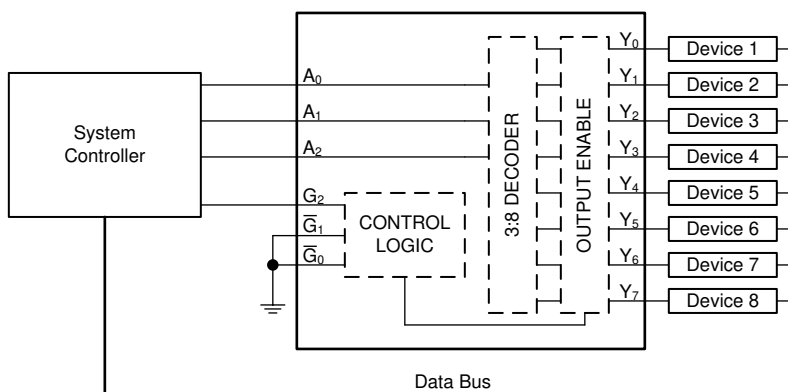 System
Controller
A0
A1
A2
G2
G̅1
G̅0
CONTROL
LOGIC
3:8 DECODER
OUTPUT ENABLE
Y0
Y1
Y2
Y3
Y4
Y5
Y6
Y7
Device 1
Device 2
Device 3
Device 4
Device 5
Device 6
Device 7
Device 8
Data Bus